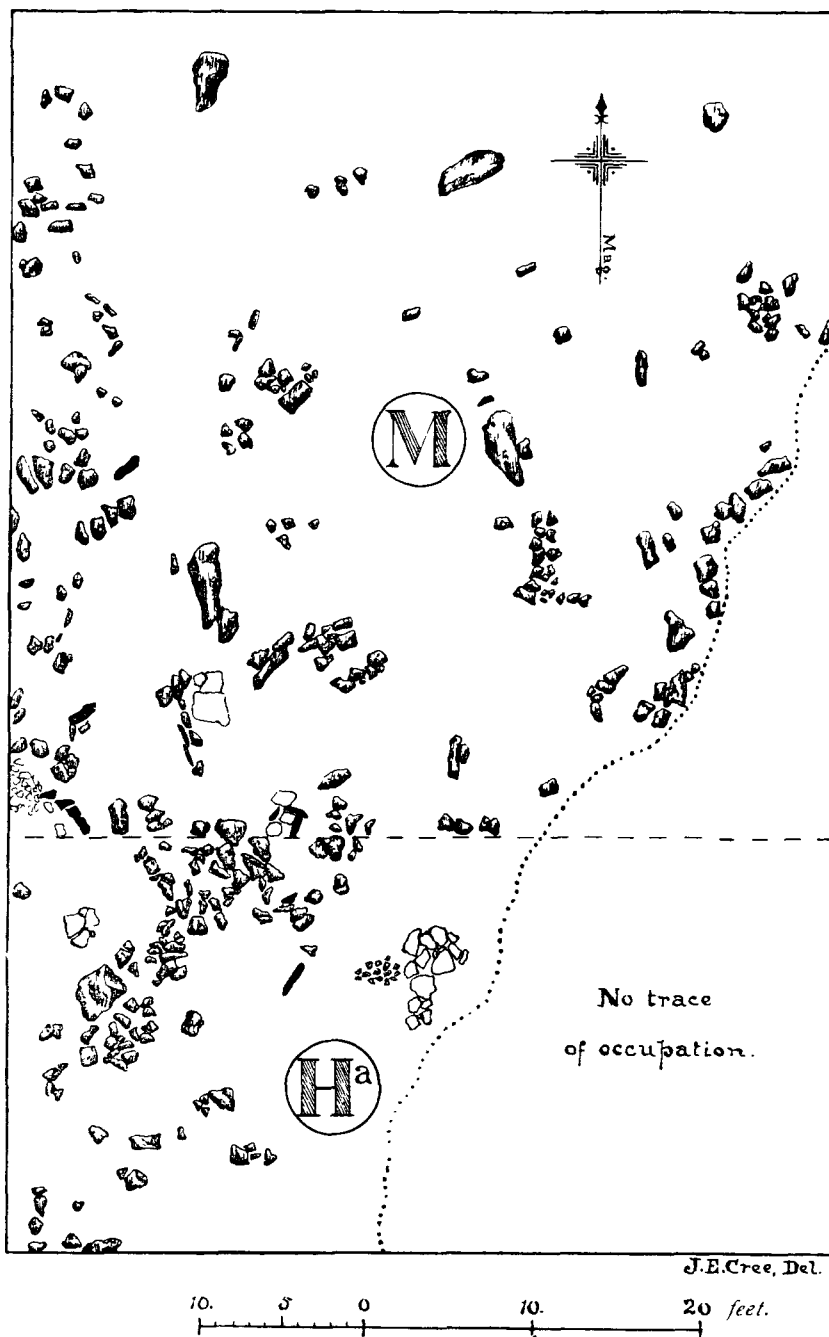 Mag.
M
No trace
of occupation.
Hª
J.E.Cree, Del.
10. 5 0 10. 20 feet.